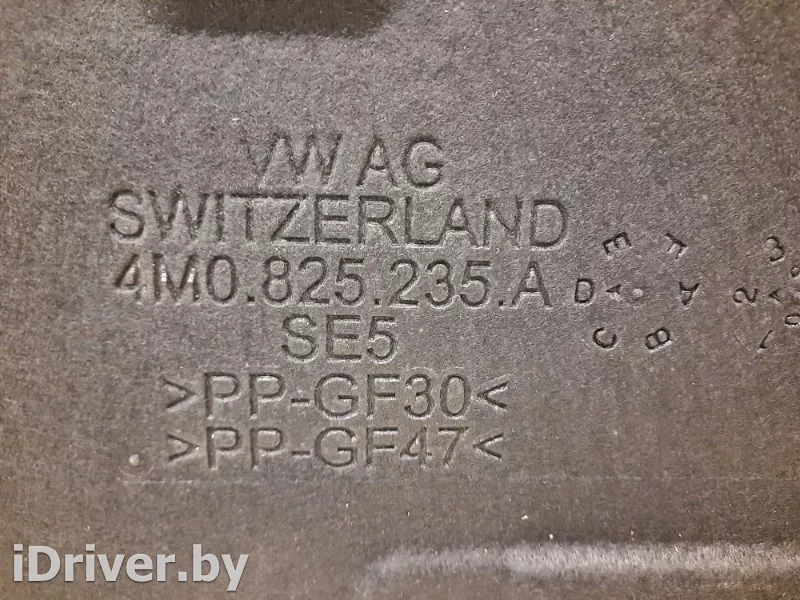 VW AG
SWITZERLAND
4M0.825.235.A
SE5
>PP-GF30<
>PP-GF47<
iDriver.by